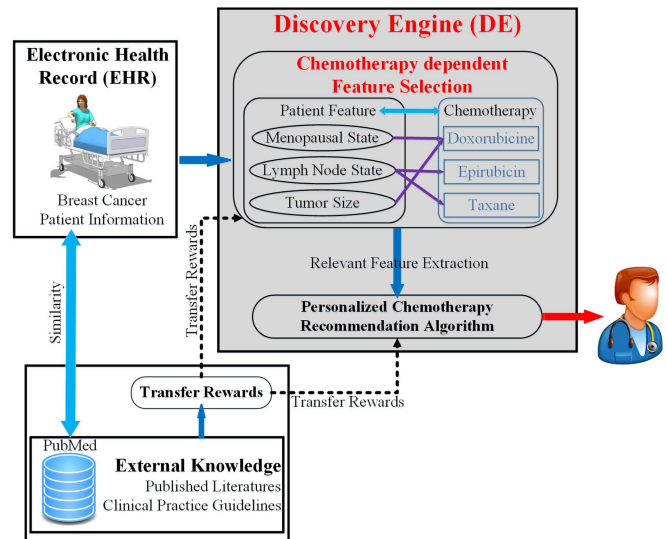 Discovery Engine (DE)
Electronic Health
Record (EHR)
Breast Cancer
Patient Information
Chemotherapy dependent
Feature Selection
Patient Feature
Chemotherapy
Menopausal State
Doxorubicine
Lymph Node State
Epirubicin
Tumor Size
Taxane
Relevant Feature Extraction
Personalized Chemotherapy
Recommendation Algorithm
Similarity
Transfer Rewards
Transfer Rewards
Transfer Rewards
PubMed
External Knowledge
Published Literatures
Clinical Practice Guidelines